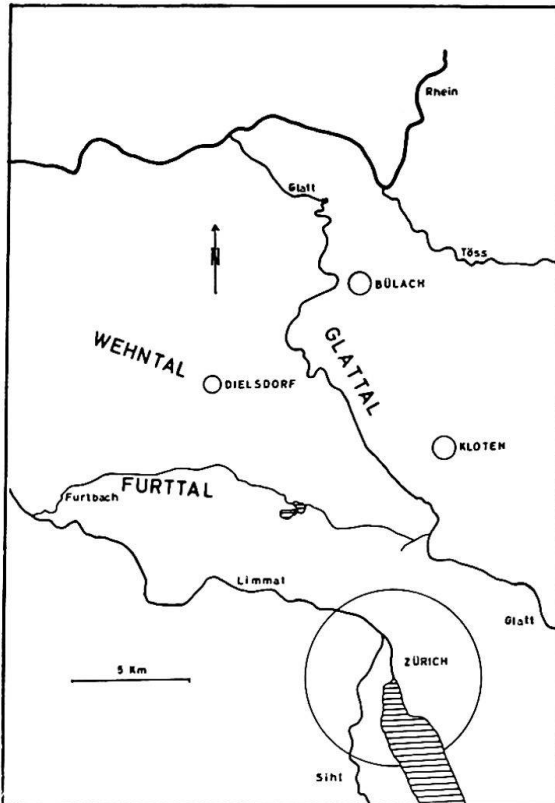 Rhein
Glatt
Töss
N
BÜLACH
WEHNTAL
GLATTAL
DIELSDORF
KLOTEN
FURTTAL
Furtbach
Limmat
Glatt
5 Km
ZÜRICH
Sihl